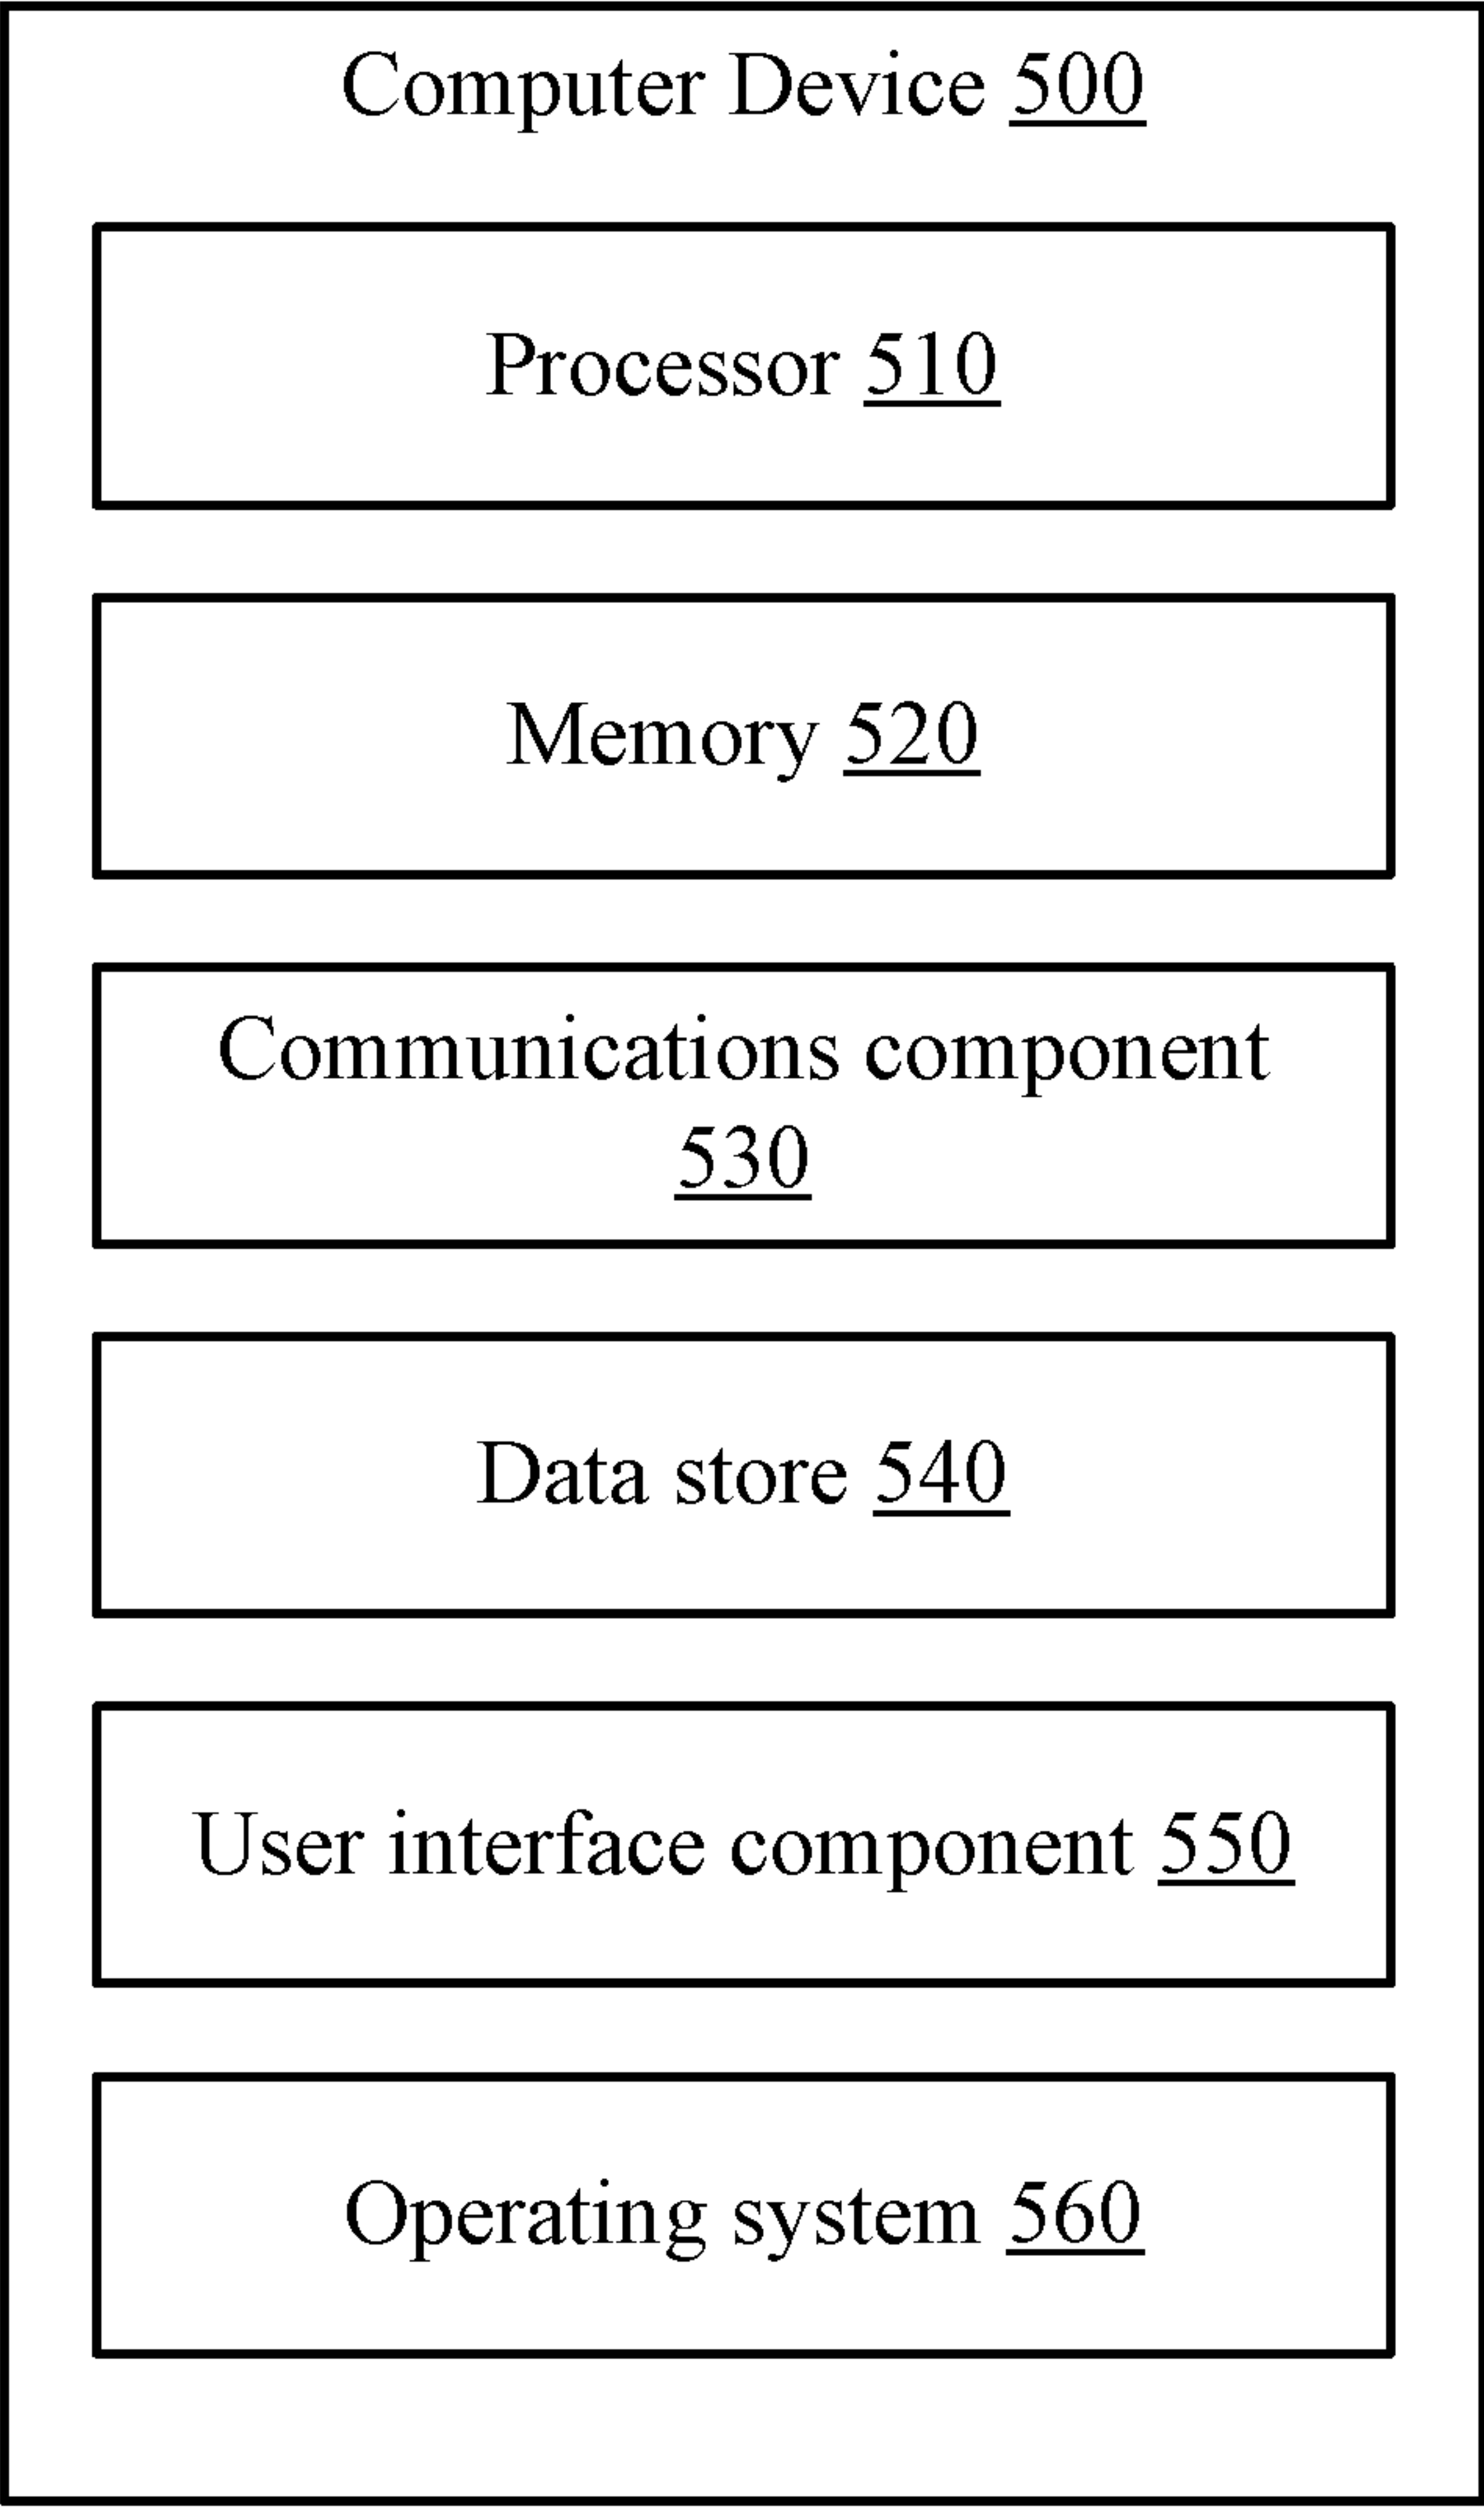 Computer Device 500
Processor 510
Memory 520
Communications component
530
Data store 540
User interface component 550
Operating system 560